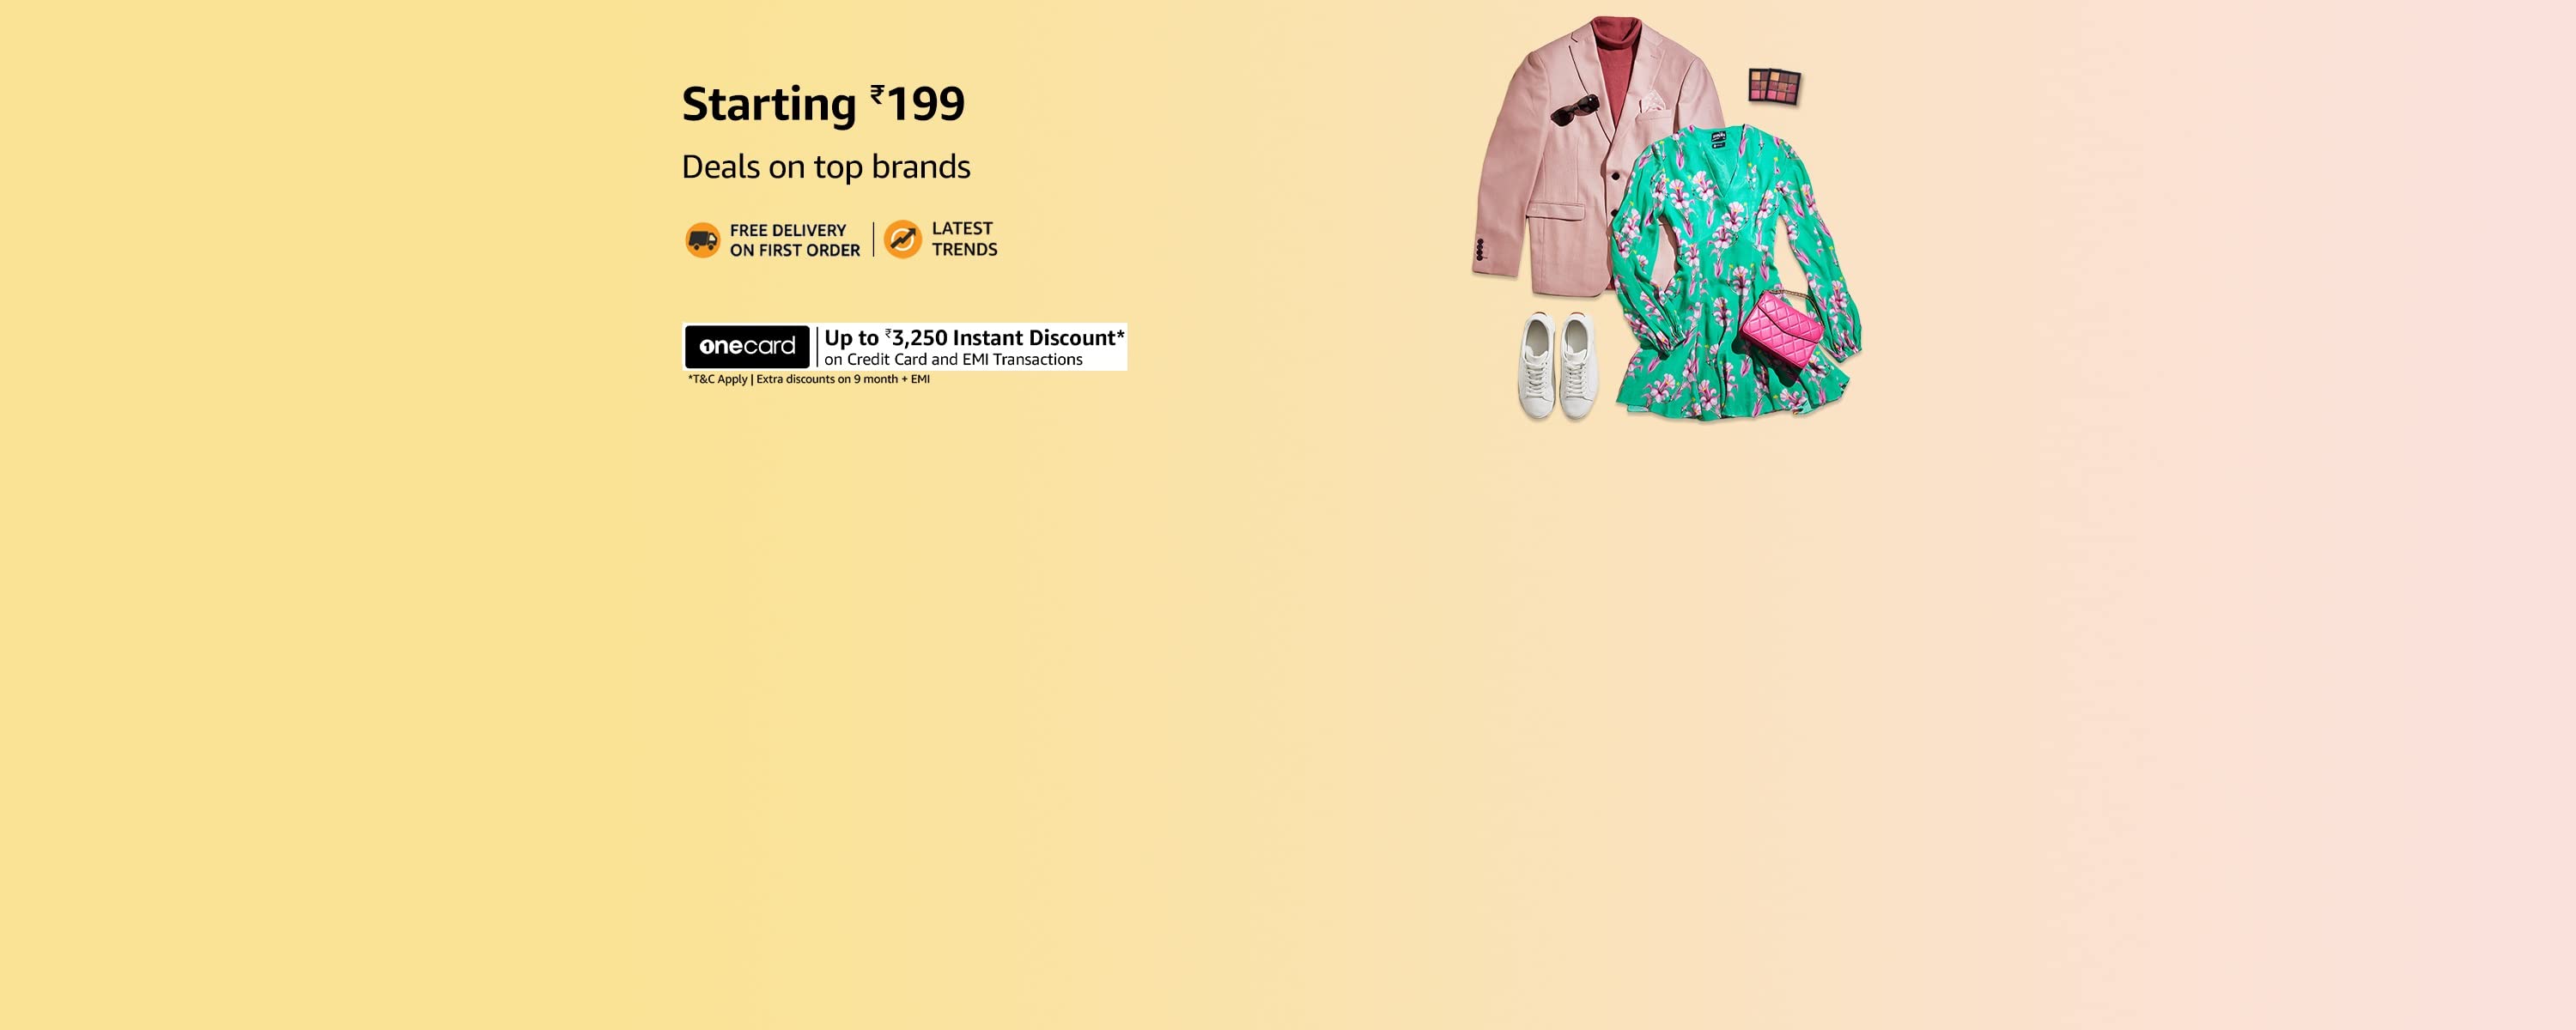 Starting ₹199
Deals on top brands
FREE DELIVERY
ON FIRST ORDER
LATEST
TRENDS
onecard
Up to ₹3,250 Instant Discount*
on Credit Card and EMI Transactions
*T&C Apply | Extra discounts on 9 month + EMI